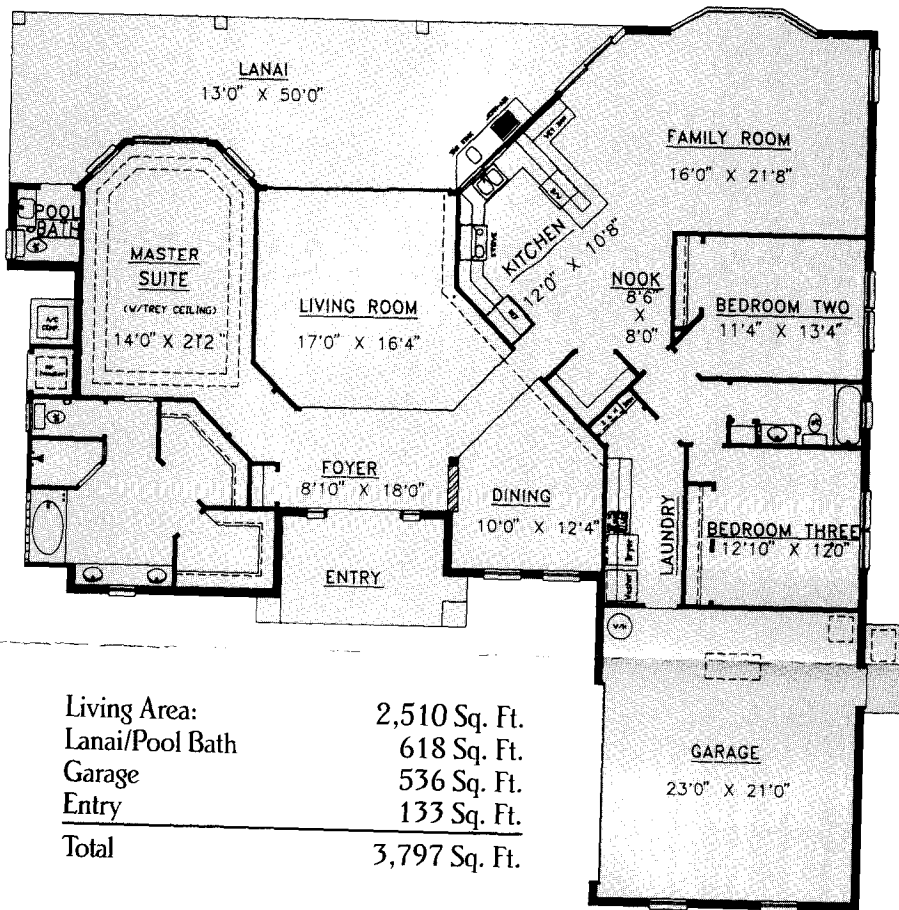 LANAI
13'0" X 50'0"
FAMILY ROOM
16'0" X 21'8"
WET BAR
POOL
BATH
MASTER
SUITE
(W/TREY CEILING)
14'0" X 21'2"
LIVING ROOM
17'0" X 16'4"
KITCHEN
12'0" X 10'8"
NOOK
8'6"
X
8'0"
BEDROOM TWO
11'4" X 13'4"
A/C
FOYER
8'10" X 18'0"
DINING
10'0" X 12'4"
LAUNDRY
Washer
Dryer
BEDROOM THREE
12'10" X 12'0"
ENTRY
GARAGE
23'0" X 21'0"
Living Area: 2,510 Sq. Ft.
Lanai/Pool Bath 618 Sq. Ft.
Garage 536 Sq. Ft.
Entry 133 Sq. Ft.
Total 3,797 Sq. Ft.